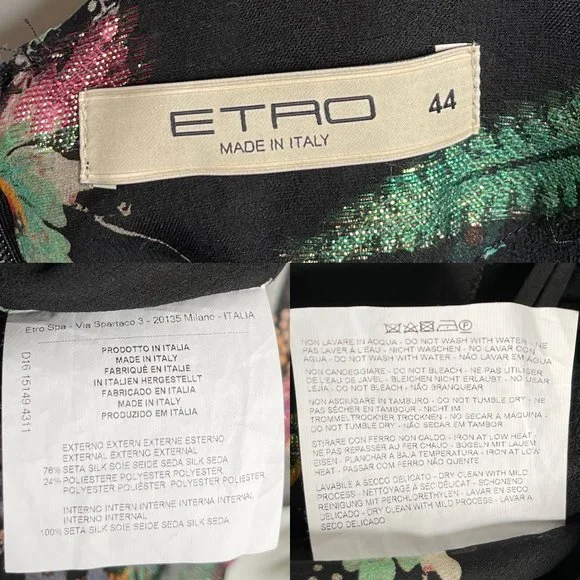 ETRO
44
MADE IN ITALY
Etro Spa - Via Spartaco 3 - 20135 Milano - ITALIA
D16 15149 4311
PRODOTTO IN ITALIA
MADE IN ITALY
FABRIQUÉ EN ITALIE
IN ITALIEN HERGESTELLT
FABRICADO EN ITALIA
MADE IN ITALY
PRODUZIDO EM ITÁLIA
EXTERNO EXTERN EXTERNE ESTERNO
EXTERNAL EXTERNO EXTERNAL
76% SETA SILK SOIE SEIDE SEDA SILK SEDA
24% POLIESTERE POLYESTER POLYESTER POLYESTER
POLIESTER POLYESTER POLIESTER
INTERNO INTERN INTERNE INTERNA INTERNAL
INTERNO INTERNAL
100% SETA SILK SOIE SEIDE SEDA SILK SEDA
NON LAVARE IN ACQUA - DO NOT WASH WITH WATER - NE
PAS LAVER A L'EAU - NICHT WASCHEN - NO LAVAR CON
AGUA - DO NOT WASH WITH WATER - NÃO LAVAR EM AGUA
NON CANDEGGIARE - DO NOT BLEACH - NE PAS UTILISER
DE L'EAU DE JAVEL - BLEICHEN NICHT ERLAUBT - NO USAR
LEJIA - DO NOT BLEACH - NÃO BRANQUEAR
NON ASCIUGARE IN TAMBURO - DO NOT TUMBLE DRY - NE
PAS SÉCHER EN TAMBOUR - NICHT IM
TROMMELTROCKNER TROCKNEN - NO SECAR A MAQUINA -
DO NOT TUMBLE DRY - NÃO SECAR EM TAMBOR
STIRARE CON FERRO NON CALDO - IRON AT LOW HEAT -
NE PAS REPASSER AU FER CHAUD - BÜGELN MIT LAUEM
EISEN - PLANCHAR A BAJA TEMPERATURA - IRON AT LOW
HEAT - PASSAR COM FERRO NÃO QUENTE
LAVABILE A SECCO DELICATO - DRY CLEAN WITH MILD
PROCESS - NETTOYAGE À SEC DÉLICAT - SCHONEND
REINIGUNG MIT PERCHLORETHYLEN - LAVAR EN SECO
DELICADO - DRY CLEAN WITH MILD PROCESS - LAVAR A
SECO DELICADO